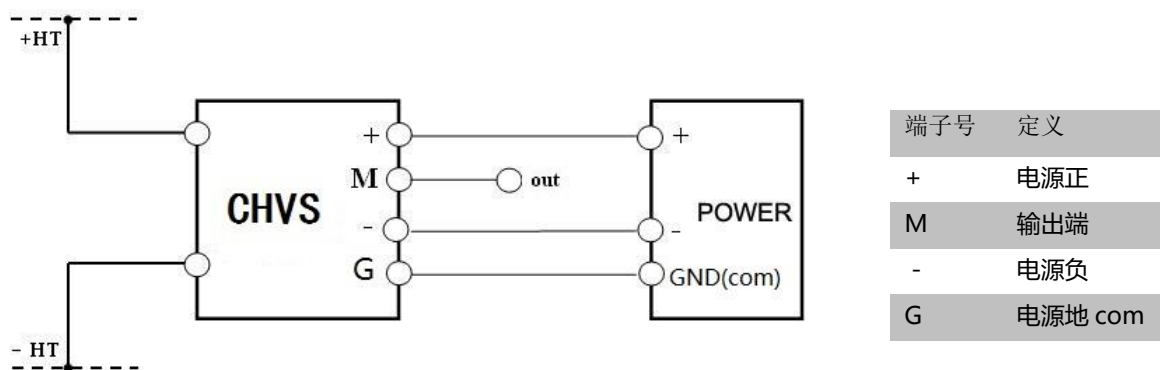 +HT
- HT
CHVS
+
M
-
G
out
+
-
GND(com)
POWER
端子号 定义
+ 电源正
M 输出端
- 电源负
G 电源地 com